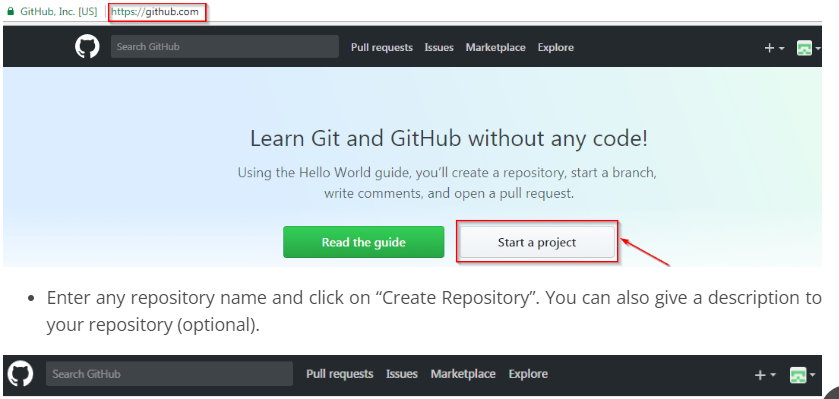 GitHub, Inc. [US] https://github.com
Search GitHub Pull requests Issues Marketplace Explore
Learn Git and GitHub without any code!
Using the Hello World guide, you'll create a repository, start a branch,
write comments, and open a pull request.
Read the guide Start a project
• Enter any repository name and click on “Create Repository”. You can also give a description to
your repository (optional).
Search GitHub Pull requests Issues Marketplace Explore